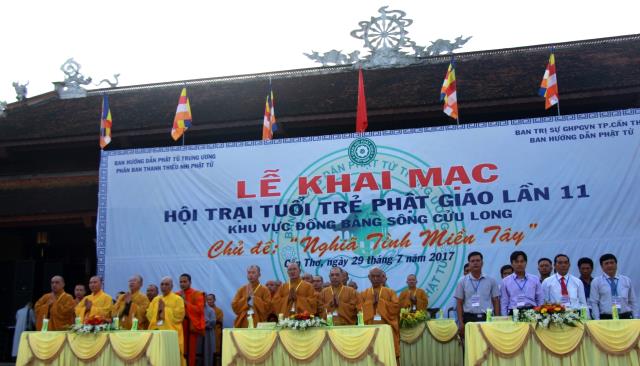 BAN HƯỚNG DẪN PHẬT TỬ TRUNG ƯƠNG
PHÂN BAN THANH THIẾU NHI PHẬT TỬ
BAN TRỊ SỰ GHPGVN TP.CẦN TH
BAN HƯỚNG DẪN PHẬT TỬ
LỄ KHAI MẠC
HỘI TRẠI TUỔI TRẺ PHẬT GIÁO LẦN 11
KHU VỰC ĐỒNG BẰNG SÔNG CỬU LONG
Chủ đề: "Nghĩa Tình Miền Tây"
Cần Thơ, ngày 29 tháng 7 năm 2017